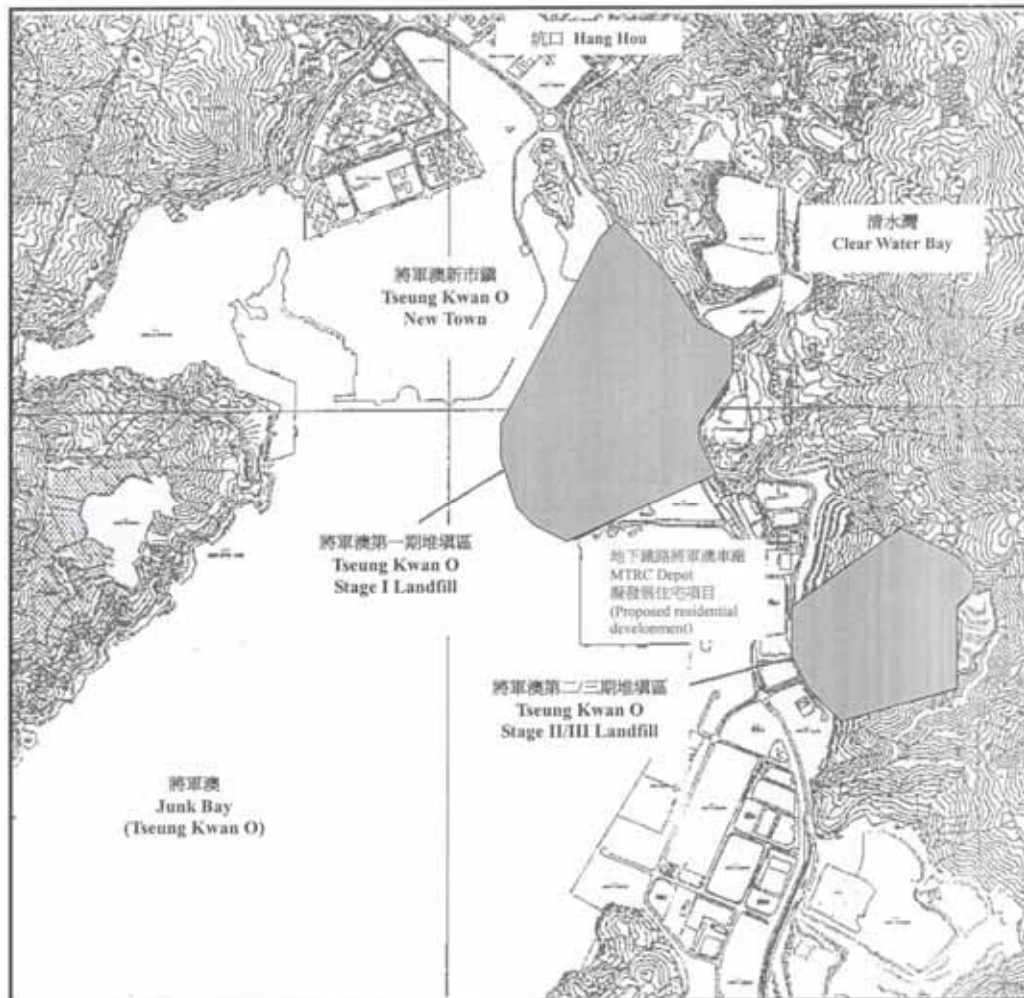 坑口 Hang Hou
清水灣
Clear Water Bay
將軍澳新市鎮
Tseung Kwan O
New Town
將軍澳第一期堆填區
Tseung Kwan O
Stage I Landfill
地下鐵路將軍澳車廠
MTRC Depot
擬發展住宅項目
(Proposed residential
development)
將軍澳第二/三期堆填區
Tseung Kwan O
Stage II/III Landfill
將軍澳
Junk Bay
(Tseung Kwan O)